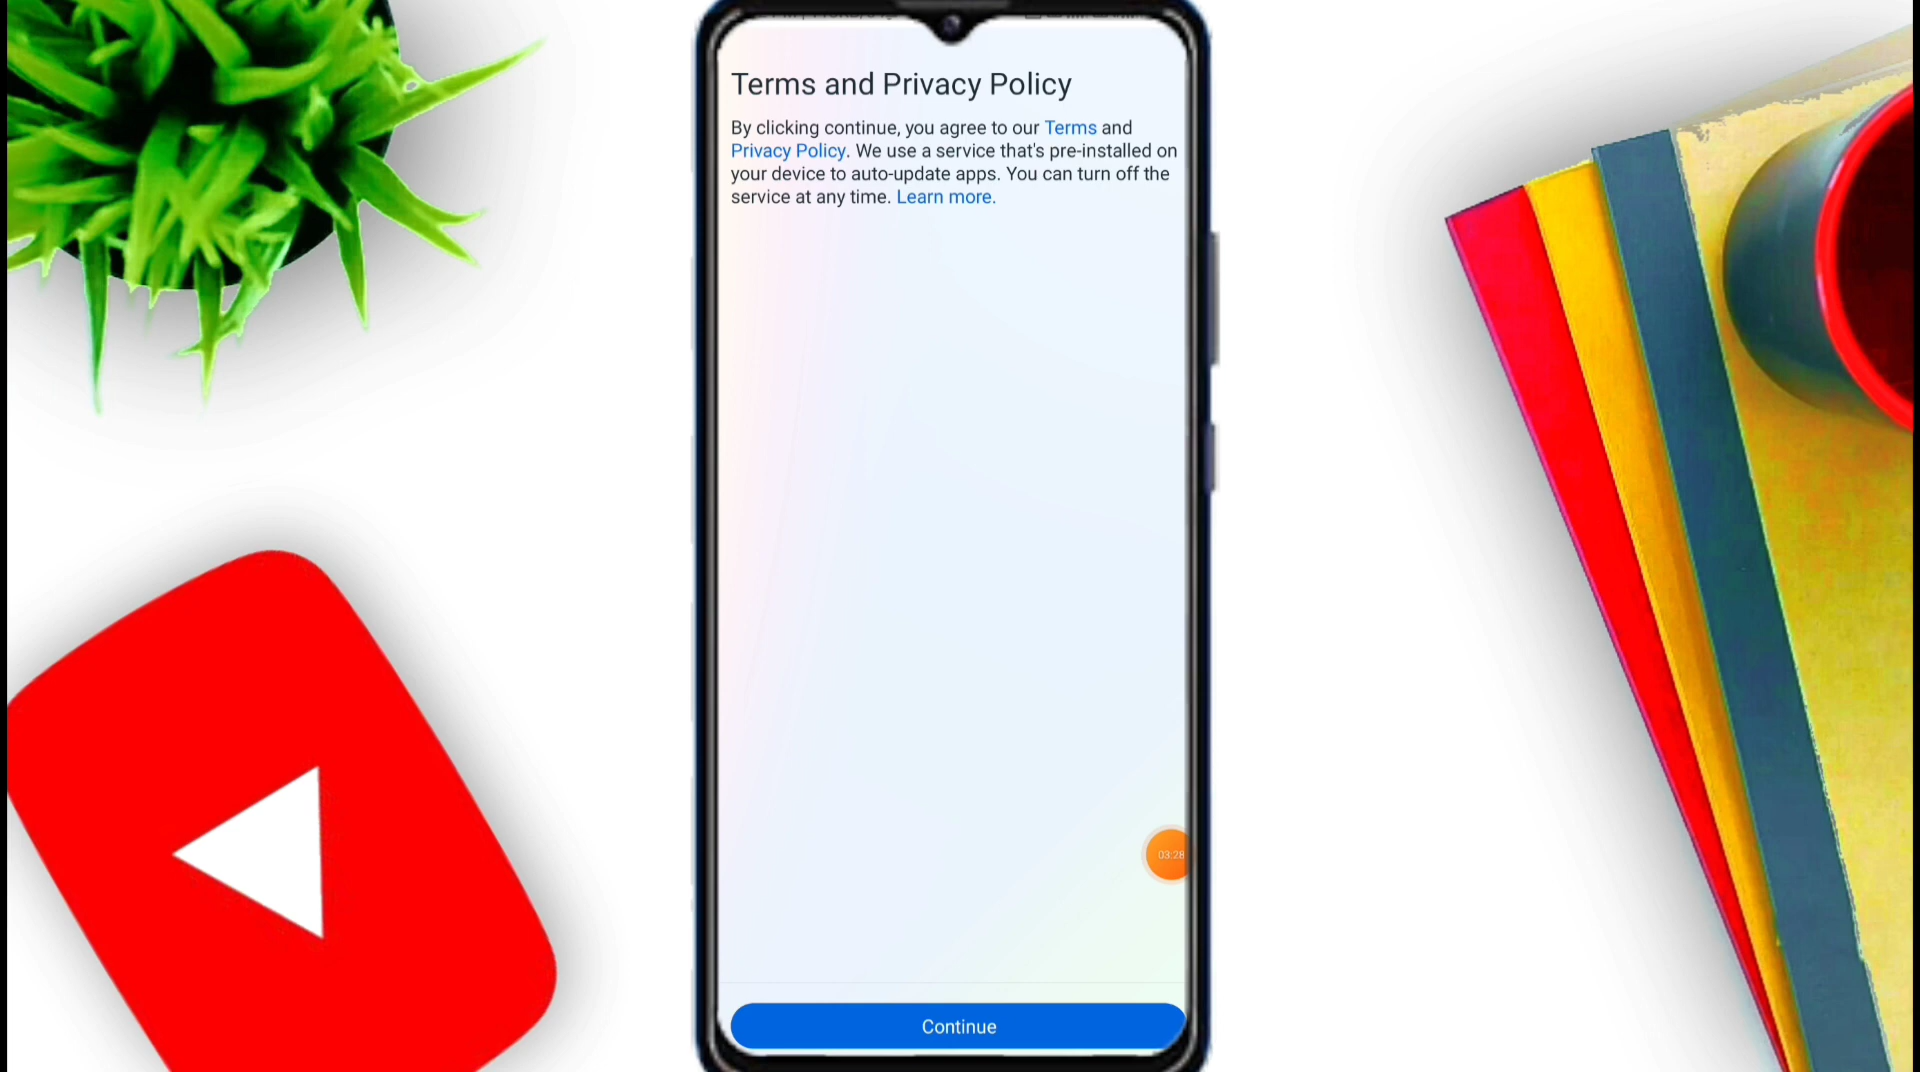 Terms and Privacy Policy
By clicking continue, you agree to our Terms and
Privacy Policy. We use a service that's pre-installed on
your device to auto-update apps. You can turn off the
service at any time. Learn more.
03:28
Continue